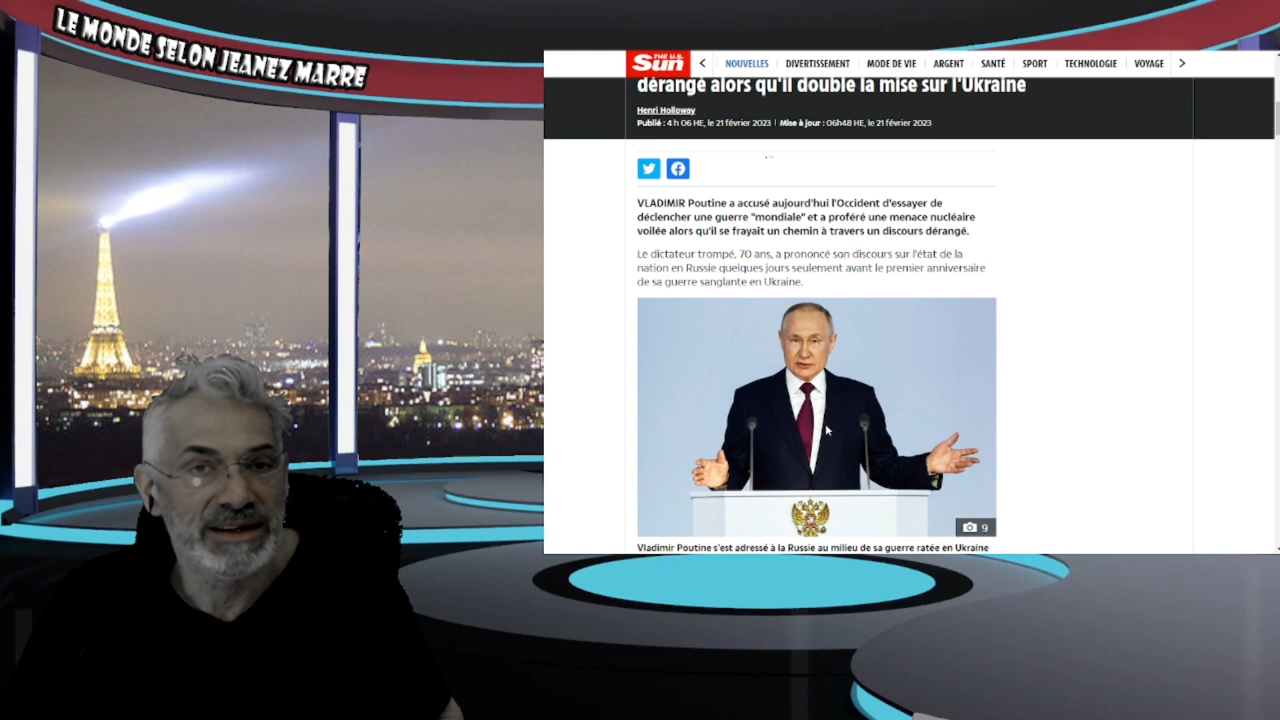 LE MONDE SELON JEANEZ MARRE
THE U.S. Sun
NOUVELLES DIVERTISSEMENT MODE DE VIE ARGENT SANTÉ SPORT TECHNOLOGIE VOYAGE
dérangé alors qu'il double la mise sur l'Ukraine
Henri Holloway
Publié : 4 h 06 HE, le 21 février 2023 | Mise à jour : 06h48 HE, le 21 février 2023
VLADIMIR Poutine a accusé aujourd'hui l'Occident d'essayer de
déclencher une guerre "mondiale" et a proféré une menace nucléaire
voilée alors qu'il se frayait un chemin à travers un discours dérangé.
Le dictateur trompé, 70 ans, a prononcé son discours sur l'état de la
nation en Russie quelques jours seulement avant le premier anniversaire
de sa guerre sanglante en Ukraine.
9
Vladimir Poutine s'est adressé à la Russie au milieu de sa guerre ratée en Ukraine